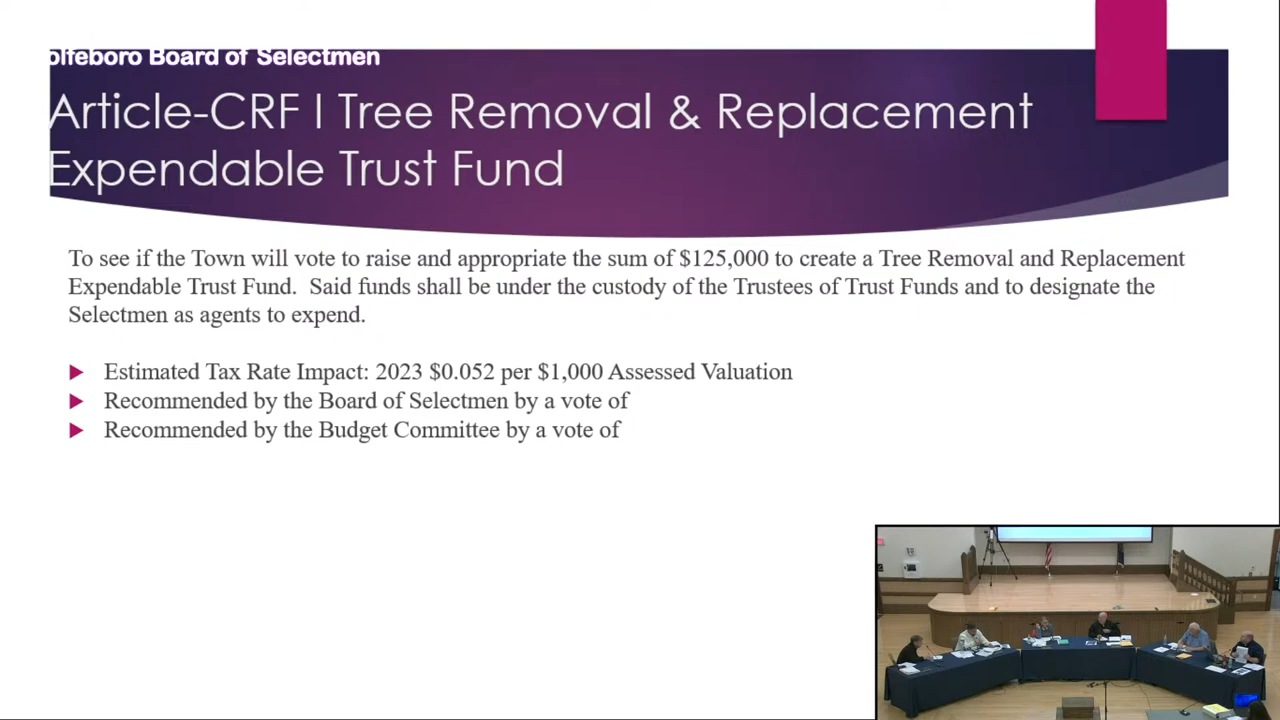 olfeboro Board of Selectmen
Article-CRF I Tree Removal & Replacement
Expendable Trust Fund
To see if the Town will vote to raise and appropriate the sum of $125,000 to create a Tree Removal and Replacement
Expendable Trust Fund. Said funds shall be under the custody of the Trustees of Trust Funds and to designate the
Selectmen as agents to expend.
Estimated Tax Rate Impact: 2023 $0.052 per $1,000 Assessed Valuation
Recommended by the Board of Selectmen by a vote of
Recommended by the Budget Committee by a vote of